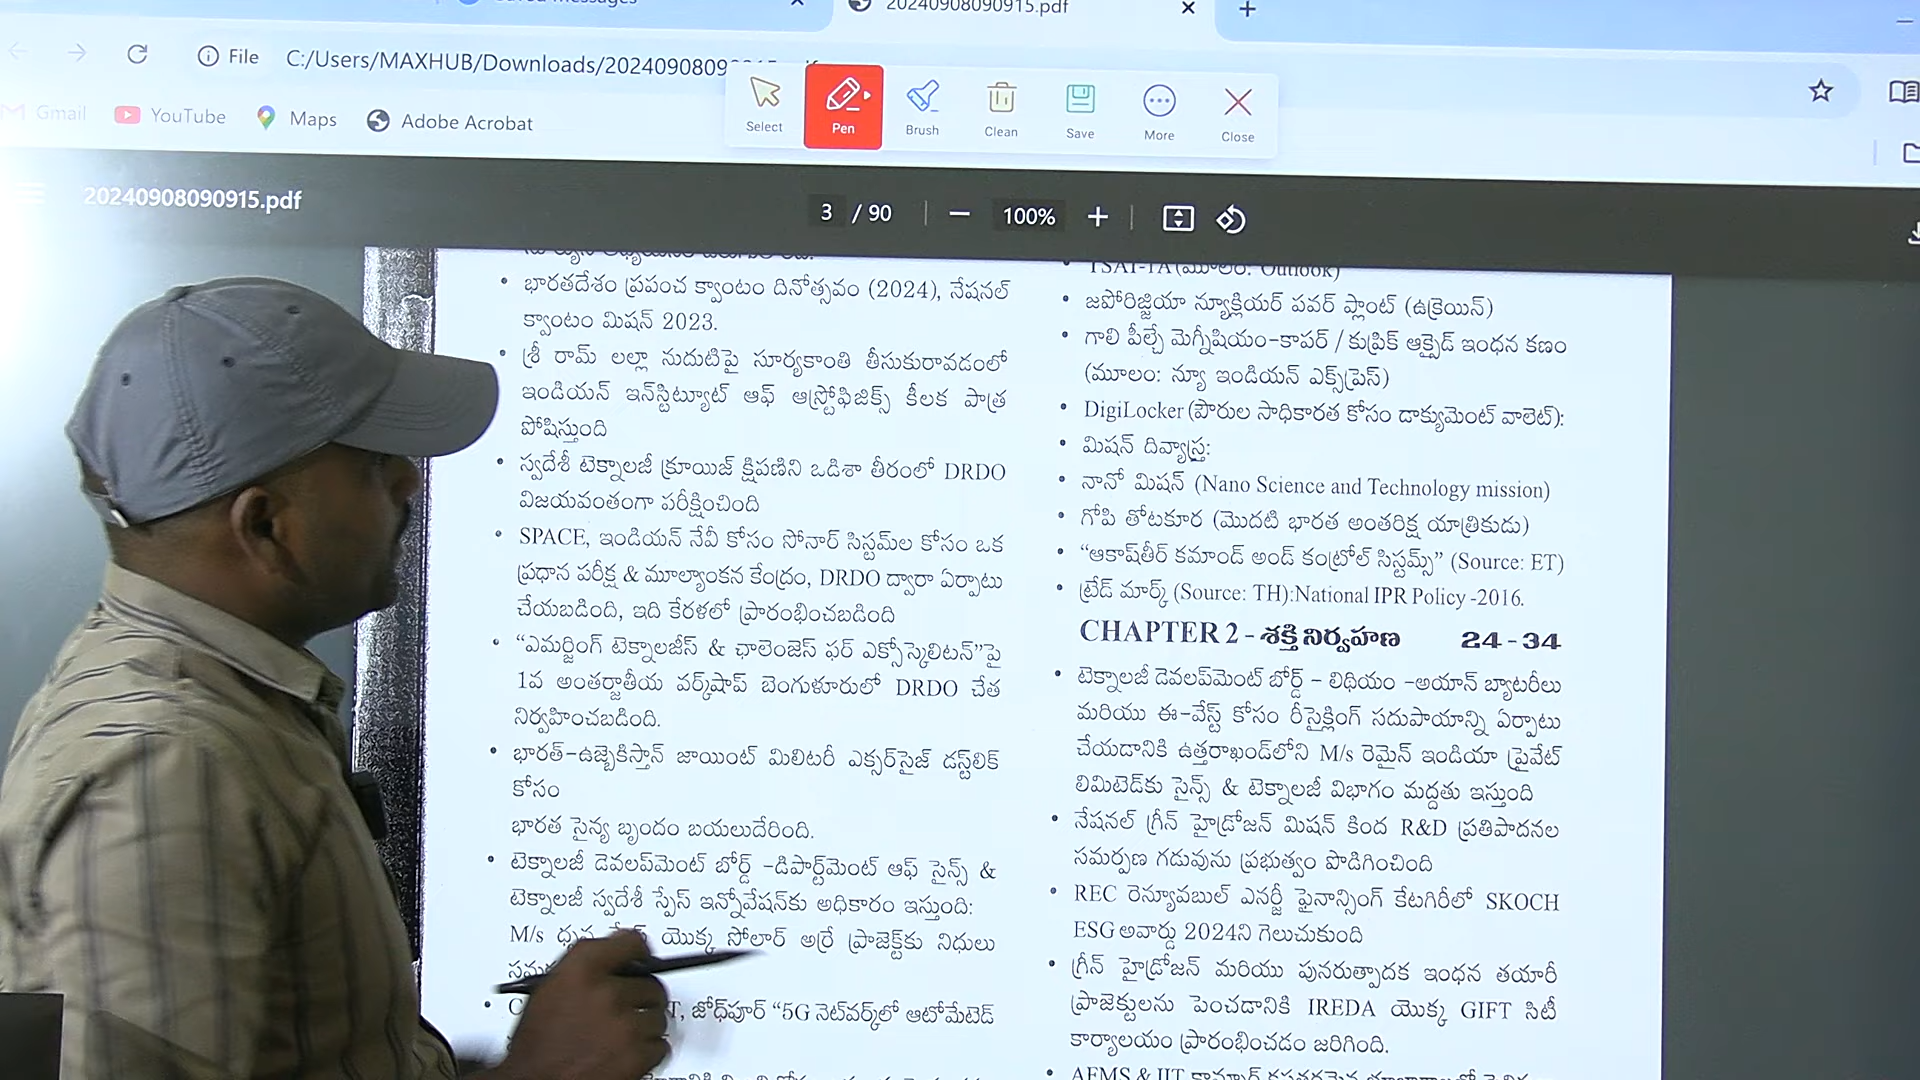 20240908090915.pdf
File C:/Users/MAXHUB/Downloads/2024090809
Gmail YouTube Maps Adobe Acrobat
Select Pen Brush Clean Save More Close
20240908090915.pdf
3 / 90 100%
• భారతదేశం ప్రపంచ క్వాంటం దినోత్సవం (2024), నేషనల్
క్వాంటం మిషన్ 2023.
• శ్రీ రామ్ లల్లా నుదుటిపై సూర్యకాంతి తీసుకురావడంలో
ఇండియన్ ఇన్‌స్టిట్యూట్ ఆఫ్ ఆస్ట్రోఫిజిక్స్ కీలక పాత్ర
పోషిస్తుంది
• స్వదేశీ టెక్నాలజీ క్రూయిజ్ క్షిపణిని ఒడిశా తీరంలో DRDO
విజయవంతంగా పరీక్షించింది
• SPACE, ఇండియన్ నేవీ కోసం సోనార్ సిస్టమ్‌ల కోసం ఒక
ప్రధాన పరీక్ష & మూల్యాంకన కేంద్రం, DRDO ద్వారా ఏర్పాటు
చేయబడింది, ఇది కేరళలో ప్రారంభించబడింది
• “ఎమర్జింగ్ టెక్నాలజీస్ & ఛాలెంజెస్ ఫర్ ఎక్సోస్కెలిటన్”పై
1వ అంతర్జాతీయ వర్క్‌షాప్ బెంగుళూరులో DRDO చేత
నిర్వహించబడింది.
• భారత్-ఉజ్బెకిస్తాన్ జాయింట్ మిలిటరీ ఎక్సర్‌సైజ్ డస్ట్‌లిక్
కోసం
భారత సైన్య బృందం బయలుదేరింది.
• టెక్నాలజీ డెవలప్‌మెంట్ బోర్డ్ -డిపార్ట్‌మెంట్ ఆఫ్ సైన్స్ &
టెక్నాలజీ స్వదేశీ స్పేస్ ఇన్నోవేషన్‌కు అధికారం ఇస్తుంది:
M/s యొక్క సోలార్ అర్రే ప్రాజెక్ట్‌కు నిధులు
జోధ్‌పూర్ “5G నెట్‌వర్క్‌లో ఆటోమేటెడ్
TSAT-1A (మూలం: Outlook)
• జపోరిజ్జియా న్యూక్లియర్ పవర్ ప్లాంట్ (ఉక్రెయిన్)
• గాలి పీల్చే మెగ్నీషియం-కాపర్ / కుప్రిక్ ఆక్సైడ్ ఇంధన కణం
(మూలం: న్యూ ఇండియన్ ఎక్స్‌ప్రెస్)
• DigiLocker (పౌరుల సాధికారత కోసం డాక్యుమెంట్ వాలెట్):
• మిషన్ దివ్యాస్త్ర:
• నానో మిషన్ (Nano Science and Technology mission)
• గోపి తోటకూర (మొదటి భారత అంతరిక్ష యాత్రికుడు)
• “ఆకాష్‌తీర్ కమాండ్ అండ్ కంట్రోల్ సిస్టమ్స్” (Source: ET)
• ట్రేడ్ మార్క్ (Source: TH):National IPR Policy -2016.
CHAPTER 2 - శక్తి నిర్వహణ 24 - 34
• టెక్నాలజీ డెవలప్‌మెంట్ బోర్డ్ – లిథియం –అయాన్ బ్యాటరీలు
మరియు ఈ-వేస్ట్ కోసం రీసైక్లింగ్ సదుపాయాన్ని ఏర్పాటు
చేయడానికి ఉత్తరాఖండ్‌లోని M/s రెమైన్ ఇండియా ప్రైవేట్
లిమిటెడ్‌కు సైన్స్ & టెక్నాలజీ విభాగం మద్దతు ఇస్తుంది
• నేషనల్ గ్రీన్ హైడ్రోజన్ మిషన్ కింద R&D ప్రతిపాదనల
సమర్పణ గడువును ప్రభుత్వం పొడిగించింది
• REC రెన్యూవబుల్ ఎనర్జీ ఫైనాన్సింగ్ కేటగిరీలో SKOCH
ESG అవార్డు 2024ని గెలుచుకుంది
• గ్రీన్ హైడ్రోజన్ మరియు పునరుత్పాదక ఇంధన తయారీ
ప్రాజెక్టులను పెంచడానికి IREDA యొక్క GIFT సిటీ
కార్యాలయం ప్రారంభించడం జరిగింది.